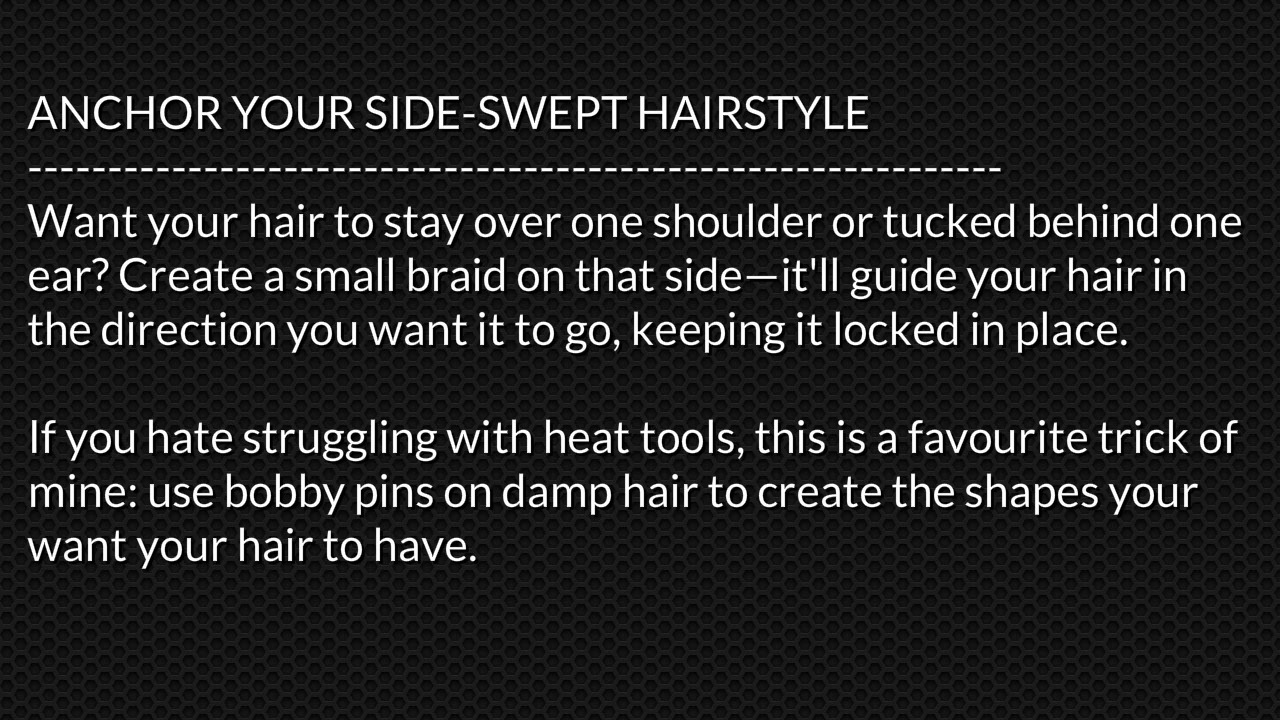 ANCHOR YOUR SIDE-SWEPT HAIRSTYLE
-------------------------------------------------------------
Want your hair to stay over one shoulder or tucked behind one
ear? Create a small braid on that side—it'll guide your hair in
the direction you want it to go, keeping it locked in place.
If you hate struggling with heat tools, this is a favourite trick of
mine: use bobby pins on damp hair to create the shapes your
want your hair to have.